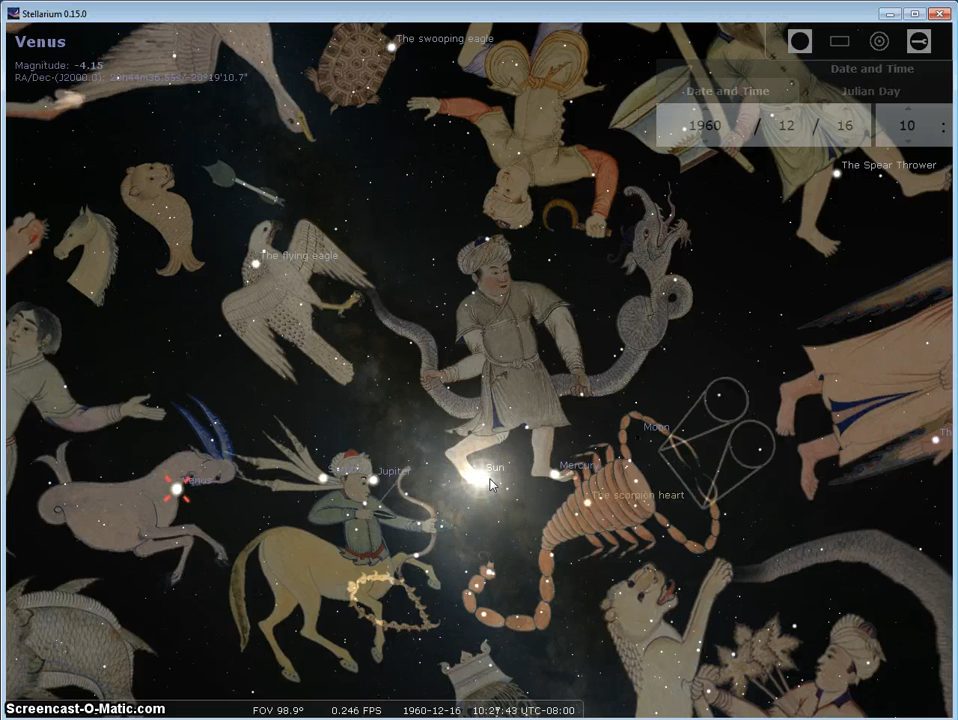 Stellarium 0.15.0
Venus
The swooping eagle
Magnitude: -4.15
Date and Time
Date and Time
Julian Day
1960 / 12 / 16 10 :
The Spear Thrower
The flying eagle
Moon
Sun
Mercury
Jupiter
Venus
The scorpion heart
Th
Screencast-O-Matic.com
FOV 98.9° 0.246 FPS 1960-12-16 10:27:43 UTC-08:00